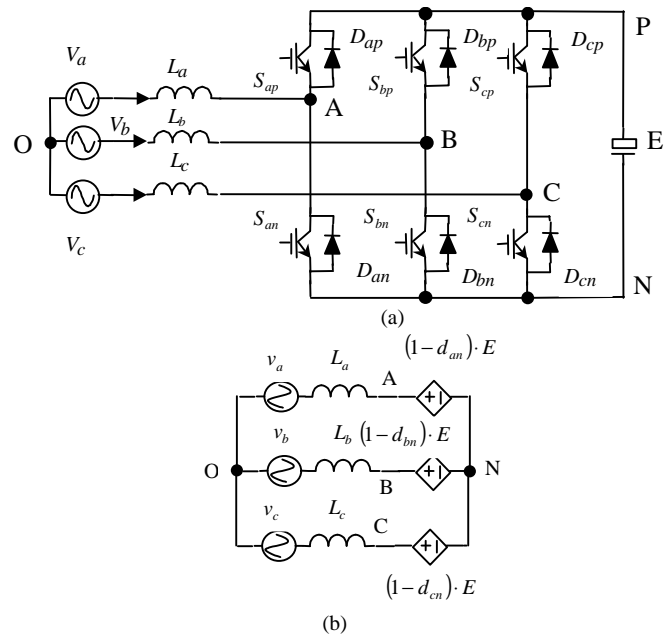 V_a L_a S_ap D_ap S_bp D_bp S_cp D_cp P
O V_b L_b A B E
V_c L_c C
S_an D_an S_bn D_bn S_cn D_cn N
(a)
(1 − d_an) · E
v_a L_a A
v_b L_b (1 − d_bn) · E
O B N
v_c L_c C
(1 − d_cn) · E
(b)